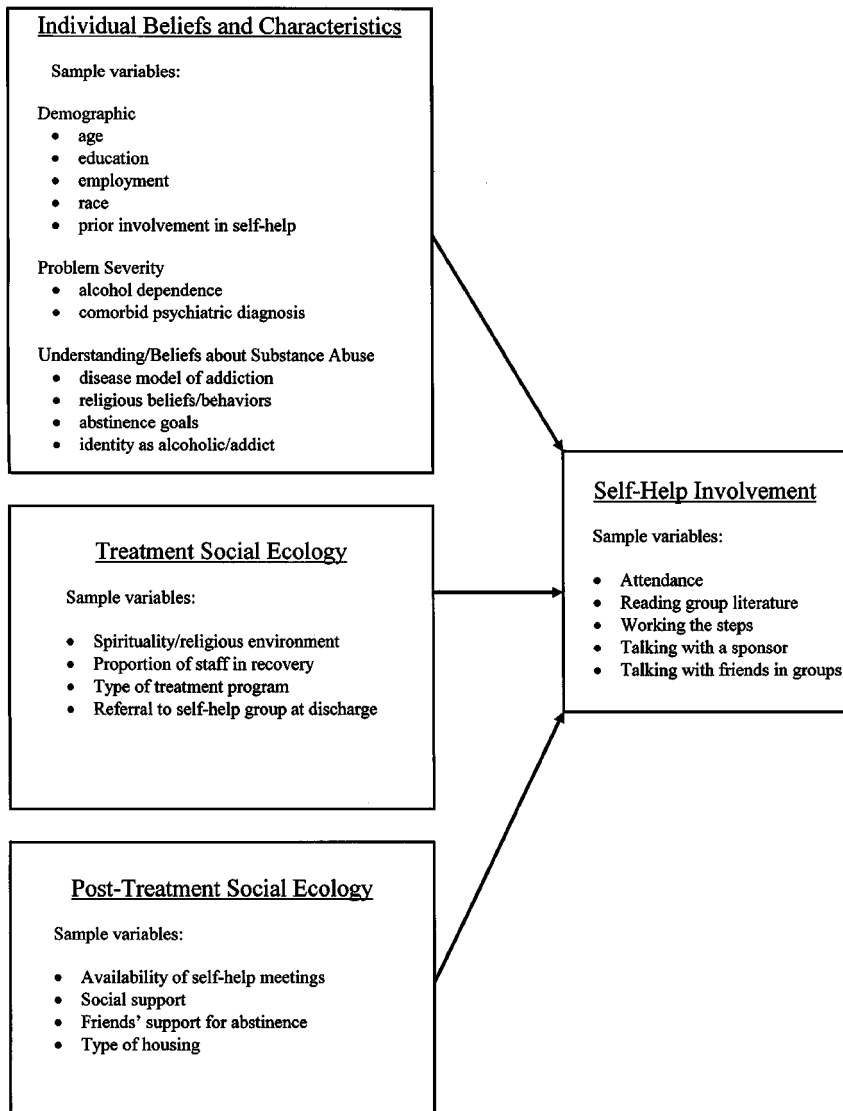 Individual Beliefs and Characteristics
Sample variables:
Demographic
• age
• education
• employment
• race
• prior involvement in self-help
Problem Severity
• alcohol dependence
• comorbid psychiatric diagnosis
Understanding/Beliefs about Substance Abuse
• disease model of addiction
• religious beliefs/behaviors
• abstinence goals
• identity as alcoholic/addict
Treatment Social Ecology
Sample variables:
• Spirituality/religious environment
• Proportion of staff in recovery
• Type of treatment program
• Referral to self-help group at discharge
Post-Treatment Social Ecology
Sample variables:
• Availability of self-help meetings
• Social support
• Friends’ support for abstinence
• Type of housing
Self-Help Involvement
Sample variables:
• Attendance
• Reading group literature
• Working the steps
• Talking with a sponsor
• Talking with friends in groups